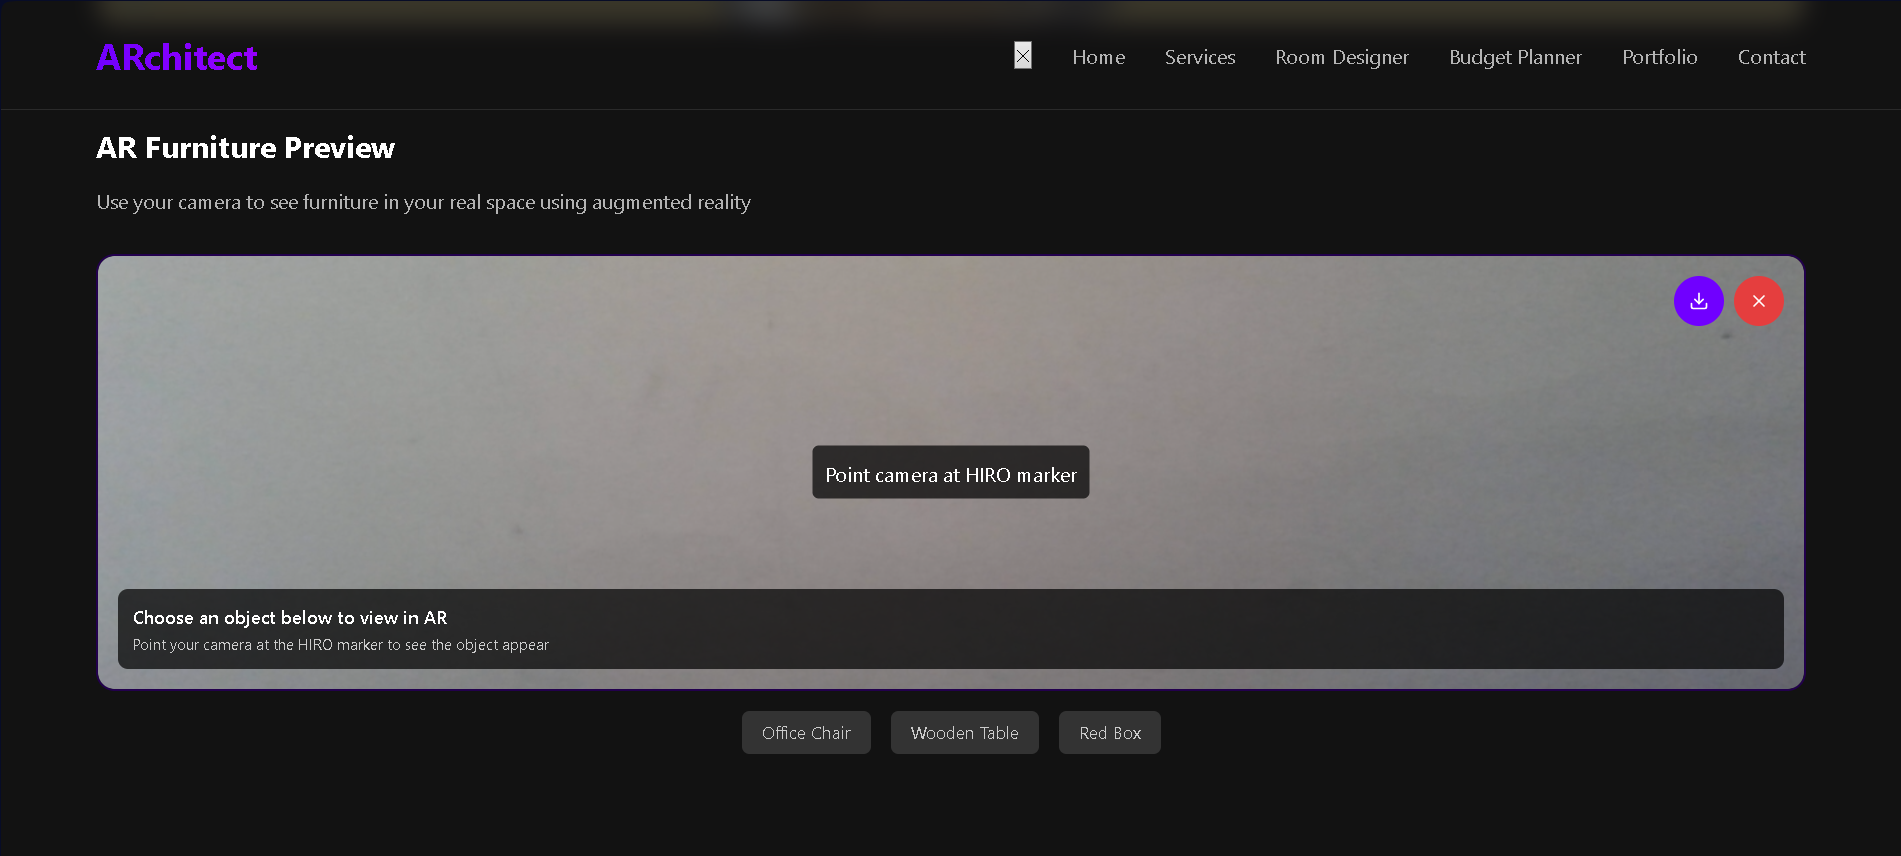 ARchitect
Home Services Room Designer Budget Planner Portfolio Contact
AR Furniture Preview
Use your camera to see furniture in your real space using augmented reality
Point camera at HIRO marker
Choose an object below to view in AR
Point your camera at the HIRO marker to see the object appear
Office Chair Wooden Table Red Box